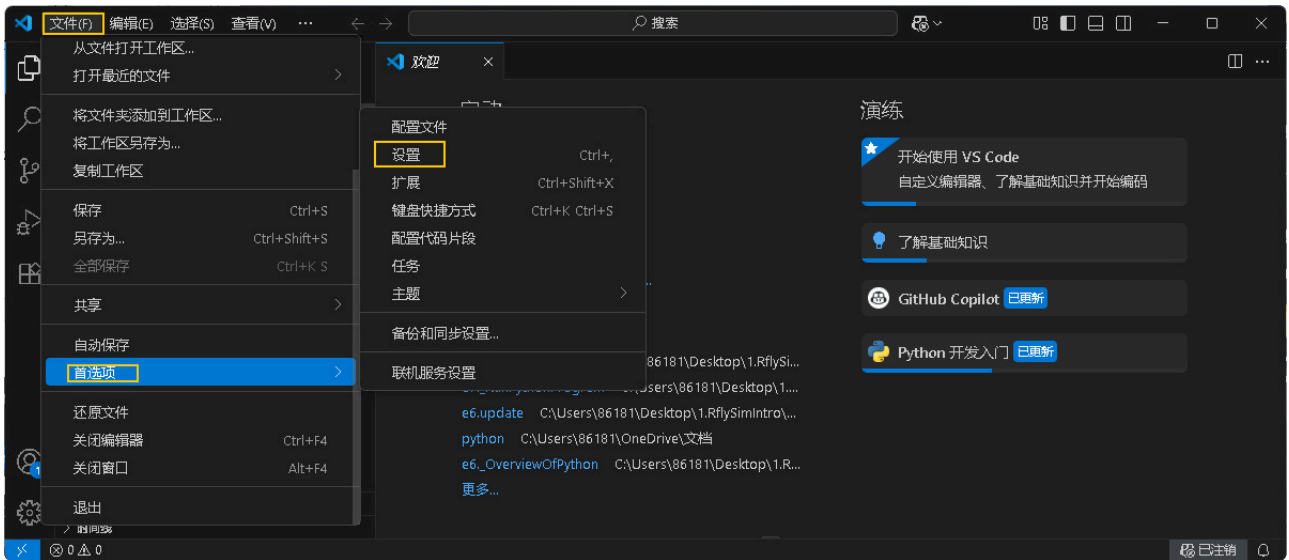 文件(F) 编辑(E) 选择(S) 查看(V) ··· 搜索
从文件打开工作区...
打开最近的文件
将文件夹添加到工作区...
将工作区另存为...
复制工作区
保存 Ctrl+S
另存为... Ctrl+Shift+S
全部保存 Ctrl+K S
共享
自动保存
首选项
还原文件
关闭编辑器 Ctrl+F4
关闭窗口 Alt+F4
退出
时间线
配置文件
设置 Ctrl+,
扩展 Ctrl+Shift+X
键盘快捷方式 Ctrl+K Ctrl+S
配置代码片段
任务
主题
备份和同步设置...
联机服务设置
欢迎
86181\Desktop\1.RflySi...
e6.update C:\Users\86181\Desktop\1.RflySimIntro\...
python C:\Users\86181\OneDrive\文档
e6._OverviewOfPython C:\Users\86181\Desktop\1.R...
更多...
演练
开始使用 VS Code
自定义编辑器、了解基础知识并开始编码
了解基础知识
GitHub Copilot 已更新
Python 开发入门 已更新
1
0 0
已注销